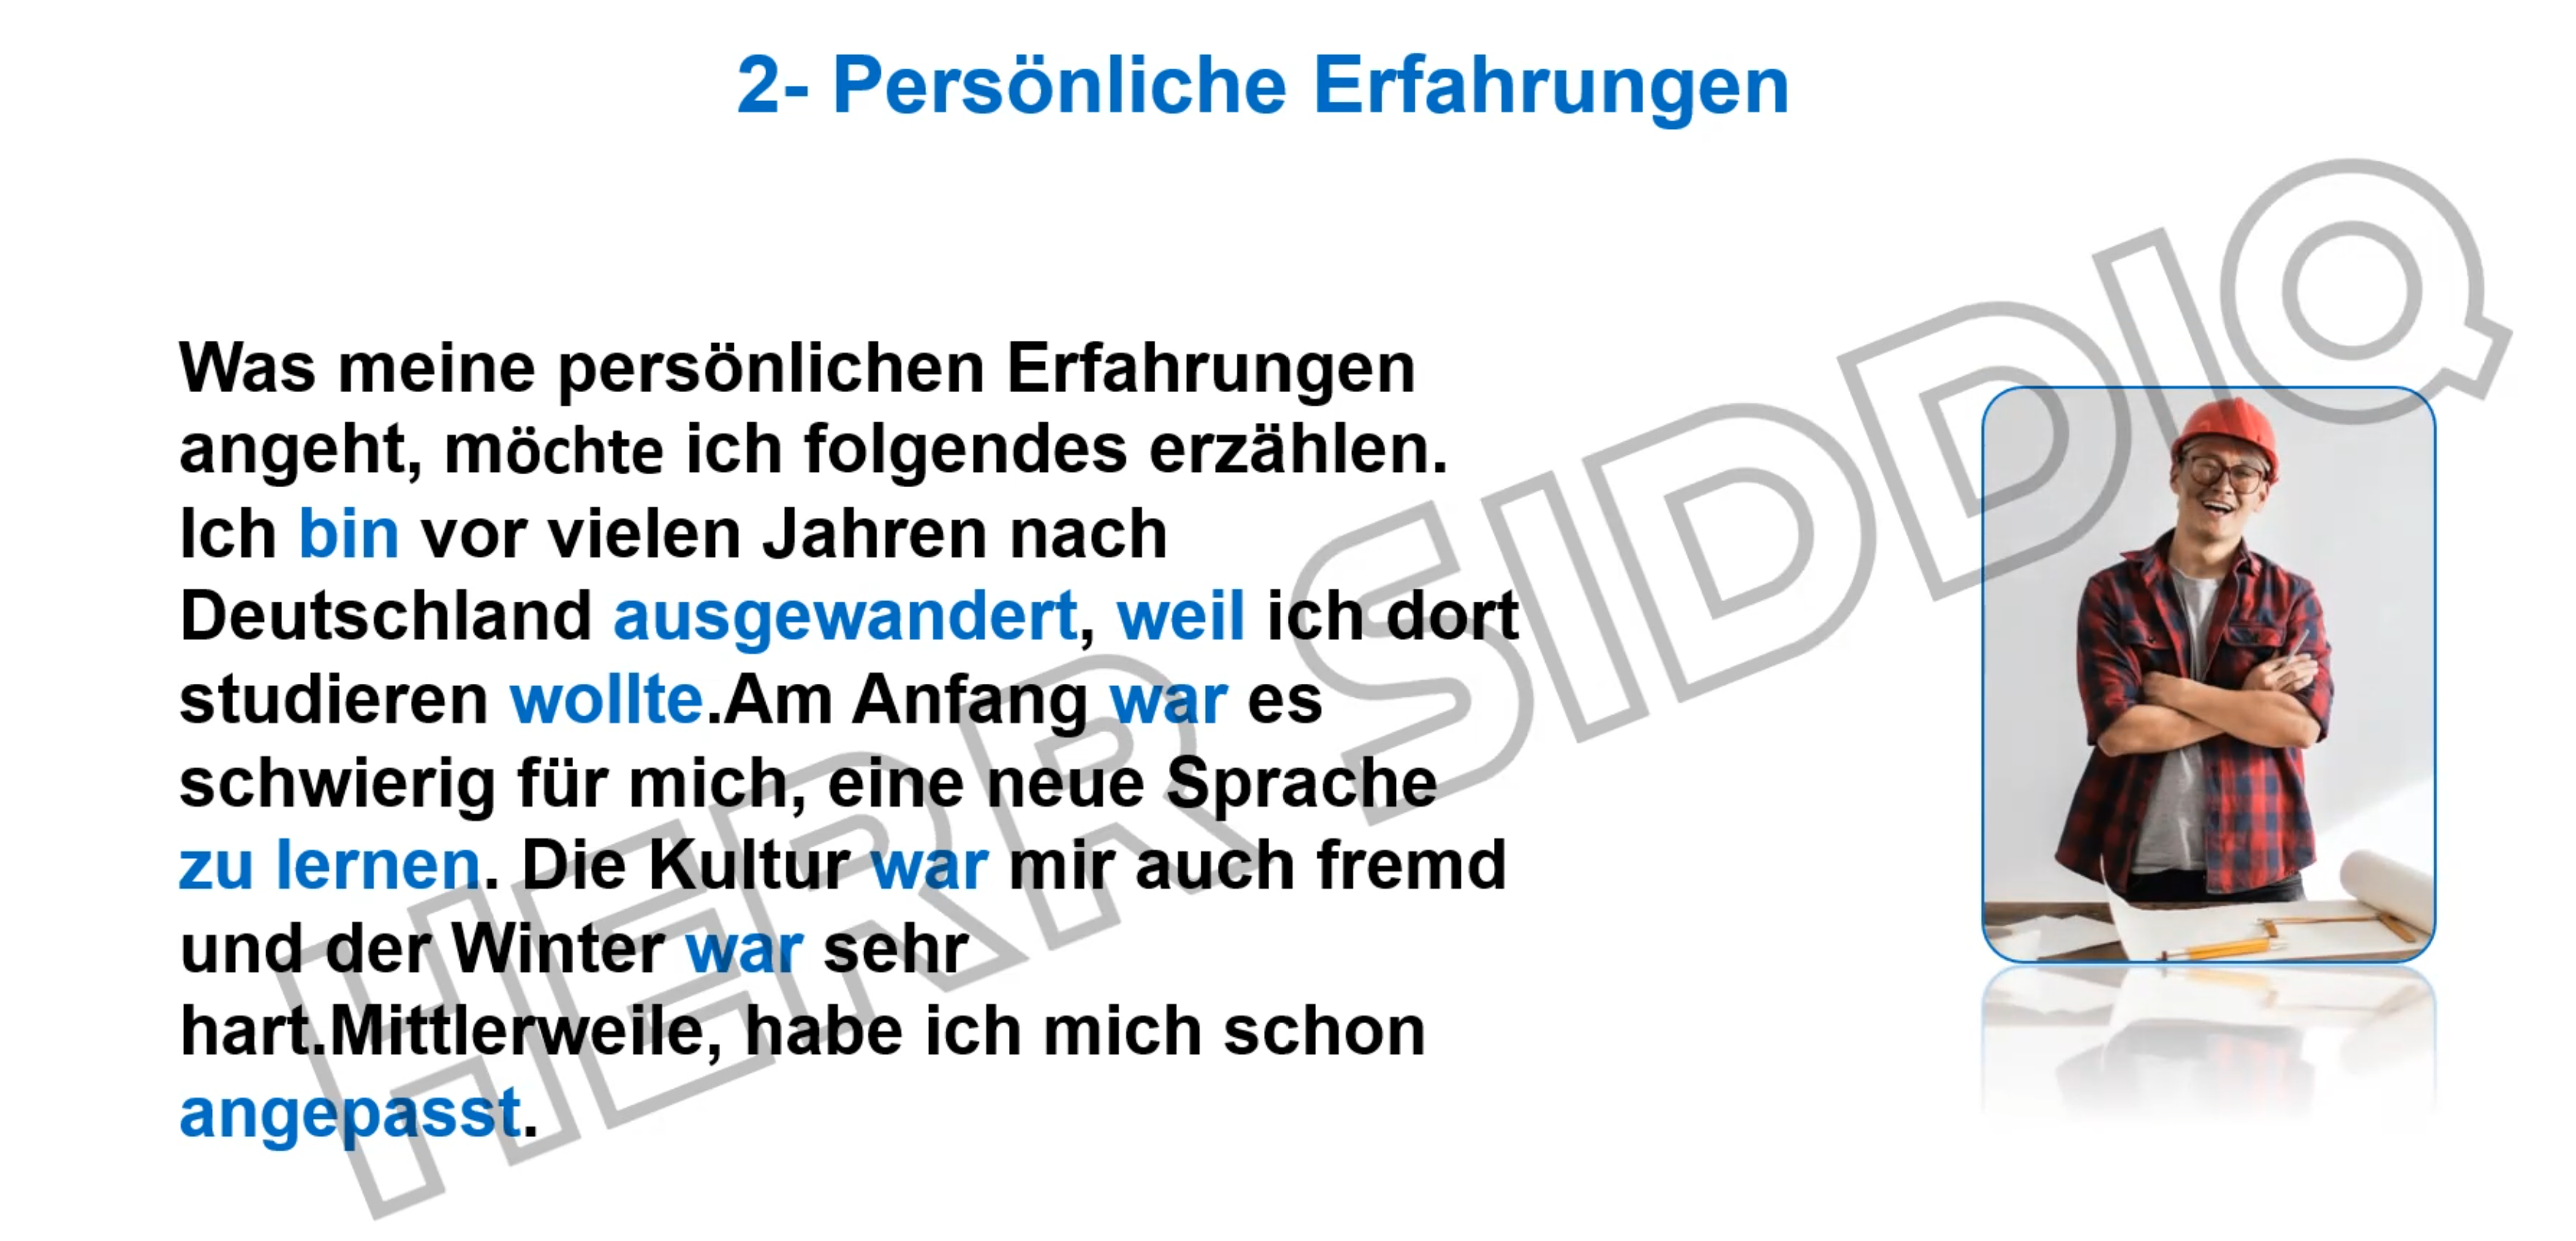 2- Persönliche Erfahrungen
Was meine persönlichen Erfahrungen
angeht, möchte ich folgendes erzählen.
Ich bin vor vielen Jahren nach
Deutschland ausgewandert, weil ich dort
studieren wollte.Am Anfang war es
schwierig für mich, eine neue Sprache
zu lernen. Die Kultur war mir auch fremd
und der Winter war sehr
hart.Mittlerweile, habe ich mich schon
angepasst.
HERR SIDDIQ